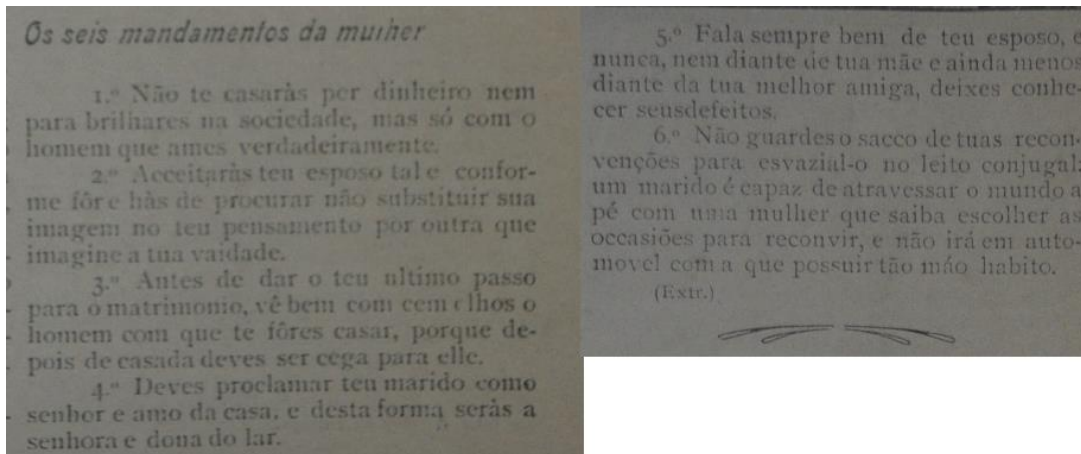 Os seis mandamentos da mulher
1.º Não te casaràs por dinheiro nem
para brilhares na sociedade, mas só com o
homem que ames verdadeiramente.
2.º Acceitaràs teu esposo tal e confor-
me fôr e hàs de procurar não substituir sua
imagem no teu pensamento por outra que
imagine a tua vaidade.
3.º Antes de dar o teu ultimo passo
para o matrimonio, vê bem com cem olhos o
homem com que te fôres casar, porque de-
pois de casada deves ser cega para elle.
4.º Deves proclamar teu marido como
senhor e amo da casa, e desta forma seràs a
senhora e dona do lar.
5.º Fala sempre bem de teu esposo, e
nunca, nem diante de tua mãe e ainda menos
diante da tua melhor amiga, deixes conhe-
cer seusdefeitos.
6.º Não guardes o sacco de tuas recon-
venções para esvazial-o no leito conjugal:
um marido é capaz de atravessar o mundo a
pé com uma mulher que saiba escolher as
occasiões para reconvir, e não irá em auto-
movel com a que possuir tão máo habito.
(Extr.)